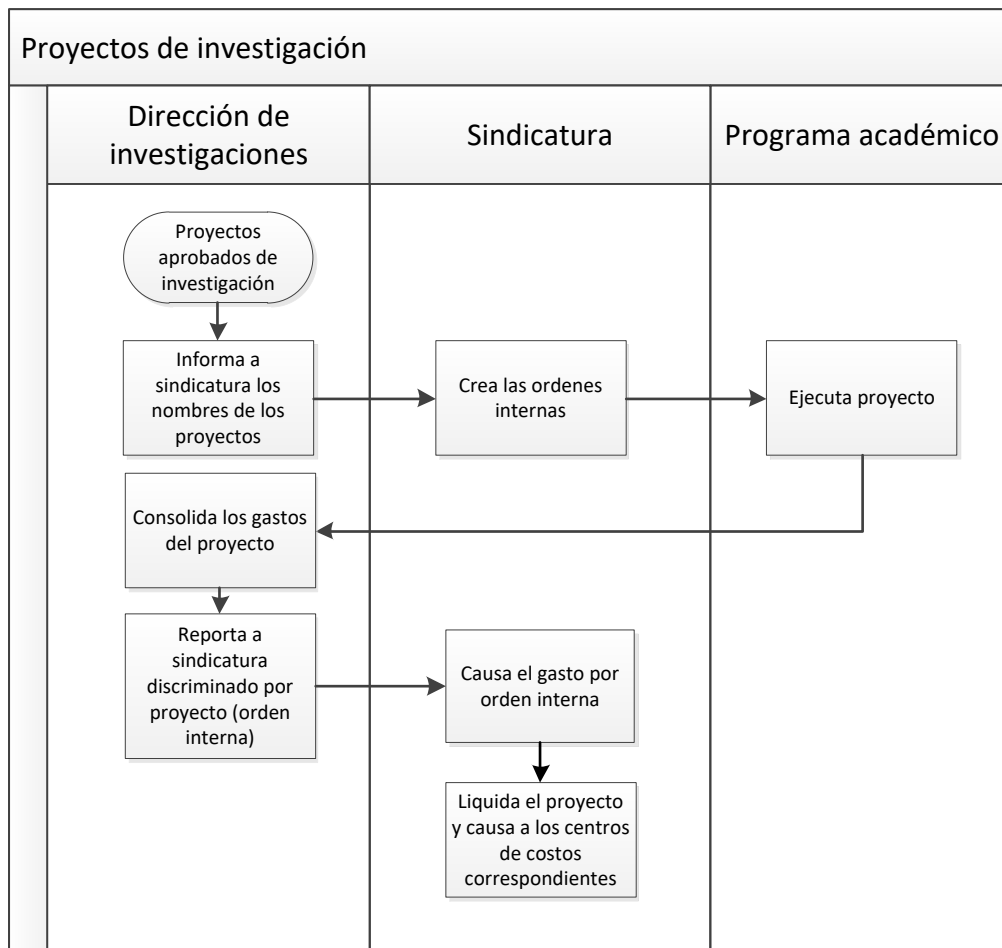 Proyectos de investigación
Dirección de
investigaciones
Sindicatura
Programa académico
Proyectos
aprobados de
investigación
Informa a
sindicatura los
nombres de los
proyectos
Crea las ordenes
internas
Ejecuta proyecto
Consolida los gastos
del proyecto
Reporta a
sindicatura
discriminado por
proyecto (orden
interna)
Causa el gasto por
orden interna
Liquida el proyecto
y causa a los centros
de costos
correspondientes